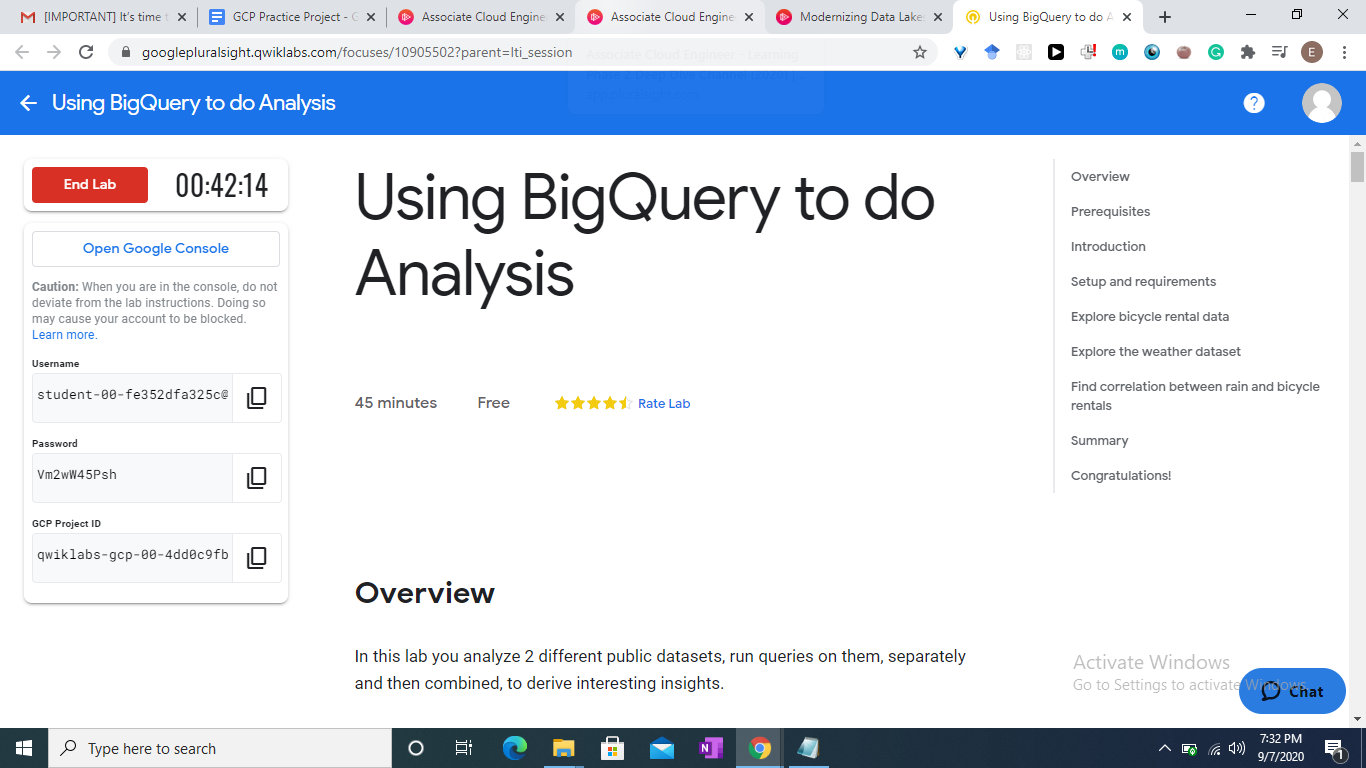 [IMPORTANT] It's time t
GCP Practice Project - G
Associate Cloud Engine
Associate Cloud Engine
Modernizing Data Lake
Using BigQuery to do A
googlepluralsight.qwiklabs.com/focuses/10905502?parent=lti_session
E
Using BigQuery to do Analysis
End Lab
00:42:14
Open Google Console
Caution: When you are in the console, do not
deviate from the lab instructions. Doing so
may cause your account to be blocked.
Learn more.
Username
student-00-fe352dfa325c@
Password
Vm2wW45Psh
GCP Project ID
qwiklabs-gcp-00-4dd0c9fb
Using BigQuery to do
Analysis
45 minutes
Free
Rate Lab
Overview
In this lab you analyze 2 different public datasets, run queries on them, separately
and then combined, to derive interesting insights.
Overview
Prerequisites
Introduction
Setup and requirements
Explore bicycle rental data
Explore the weather dataset
Find correlation between rain and bicycle
rentals
Summary
Congratulations!
Activate Windows
Go to Settings to activate Windows.
Chat
Type here to search
7:32 PM
9/7/2020
1